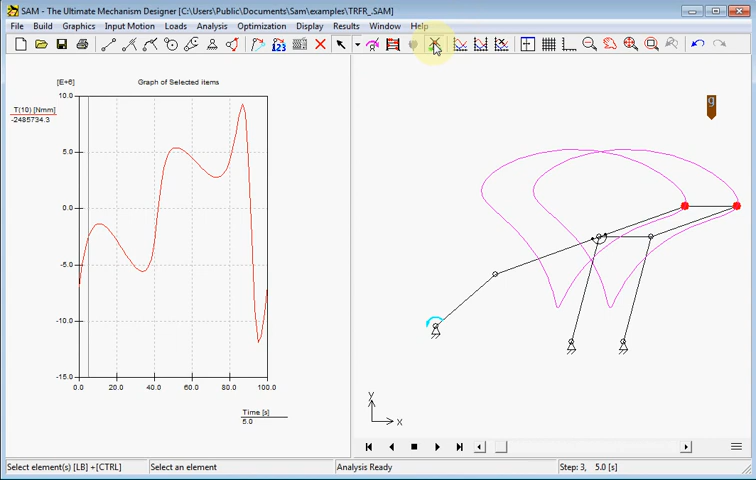 SAM - The Ultimate Mechanism Designer [C:\Users\Public\Documents\Sam\examples\TRFR_.SAM]
File Build Graphics Input Motion Loads Analysis Optimization Display Results Window Help
123
[E+6]
Graph of Selected items
T(10) [Nmm]
-2485734.3
10.0
5.0
0.0
-5.0
-10.0
-15.0
0.0 20.0 40.0 60.0 80.0 100.0
Time [s]
5.0
g
y
x
Select element(s) [LB] +[CTRL] Select an element Analysis Ready Step: 3, 5.0 [s]